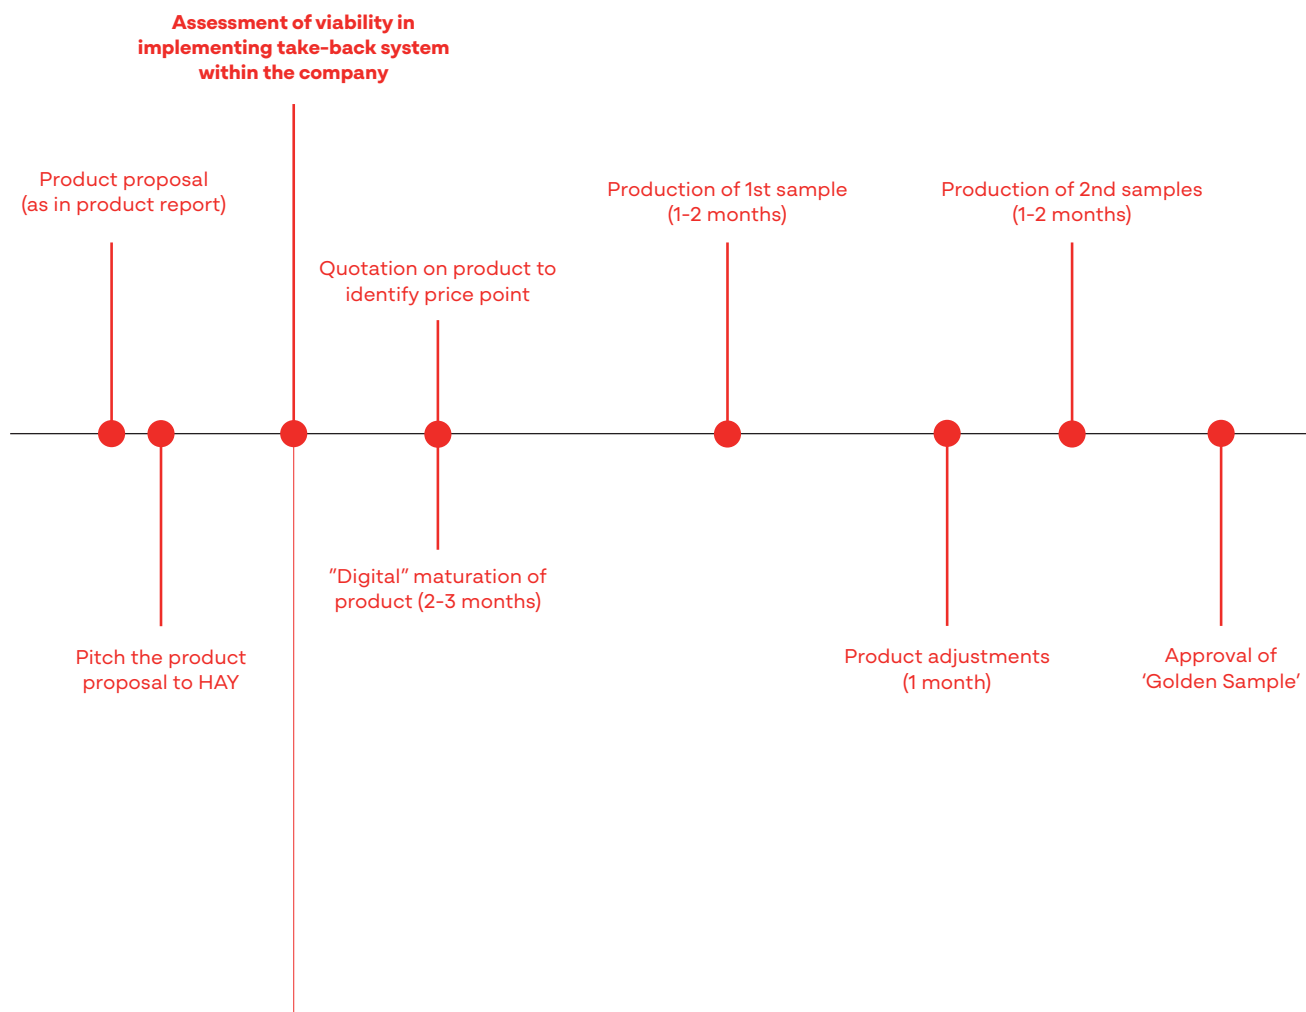 Assessment of viability in
implementing take-back system
within the company
Product proposal
(as in product report)
Pitch the product
proposal to HAY
Quotation on product to
identify price point
”Digital” maturation of
product (2-3 months)
Production of 1st sample
(1-2 months)
Product adjustments
(1 month)
Production of 2nd samples
(1-2 months)
Approval of
‘Golden Sample’